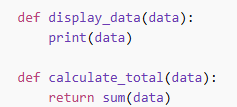 def display_data(data):
    print(data)

def calculate_total(data):
    return sum(data)